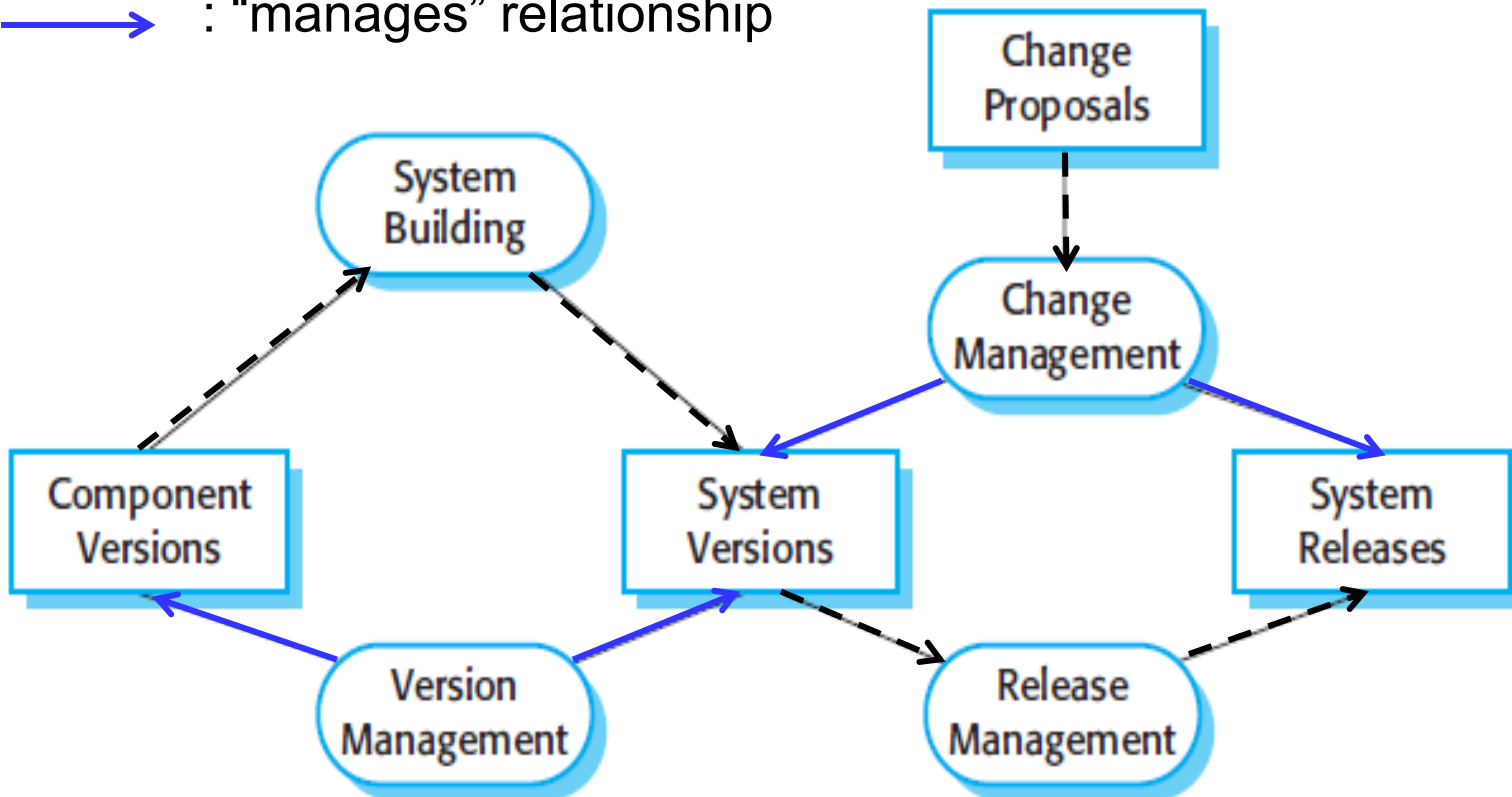 : “manages” relationship
Change
Proposals
System
Building
Change
Management
Component
Versions
System
Versions
System
Releases
Version
Management
Release
Management